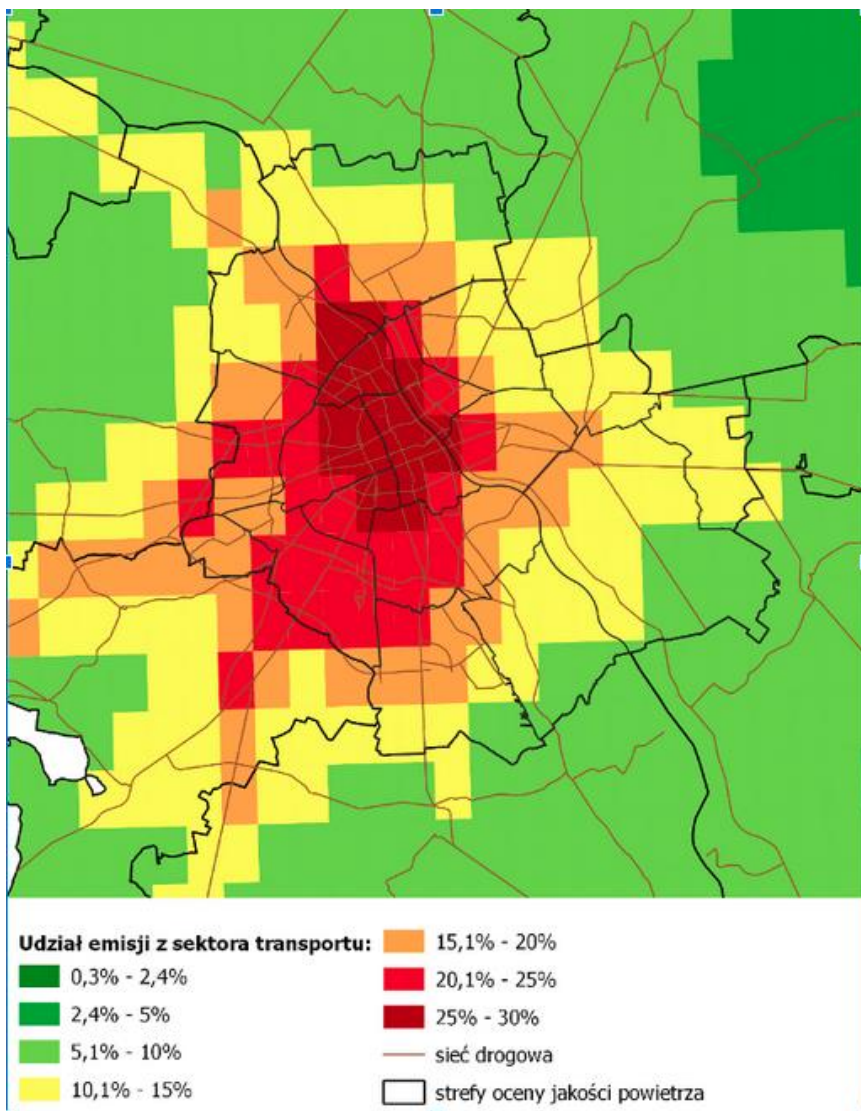 Udział emisji z sektora transportu:
0,3% - 2,4%
2,4% - 5%
5,1% - 10%
10,1% - 15%
15,1% - 20%
20,1% - 25%
25% - 30%
sieć drogowa
strefy oceny jakości powietrza